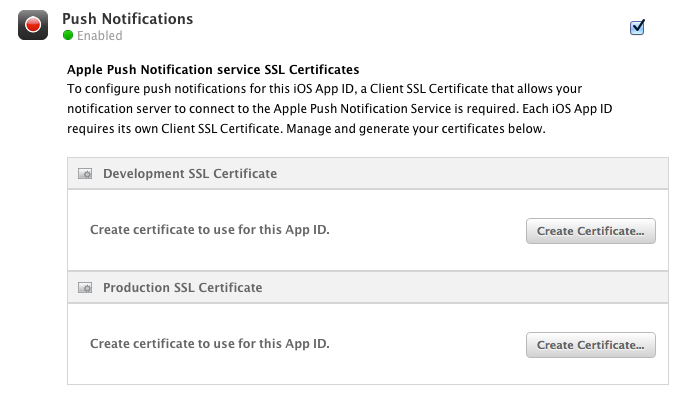 Push Notifications
Enabled
Apple Push Notification service SSL Certificates
To configure push notifications for this iOS App ID, a Client SSL Certificate that allows your
notification server to connect to the Apple Push Notification Service is required. Each iOS App ID
requires its own Client SSL Certificate. Manage and generate your certificates below.
Development SSL Certificate
Create certificate to use for this App ID.
Create Certificate...
Production SSL Certificate
Create certificate to use for this App ID.
Create Certificate...